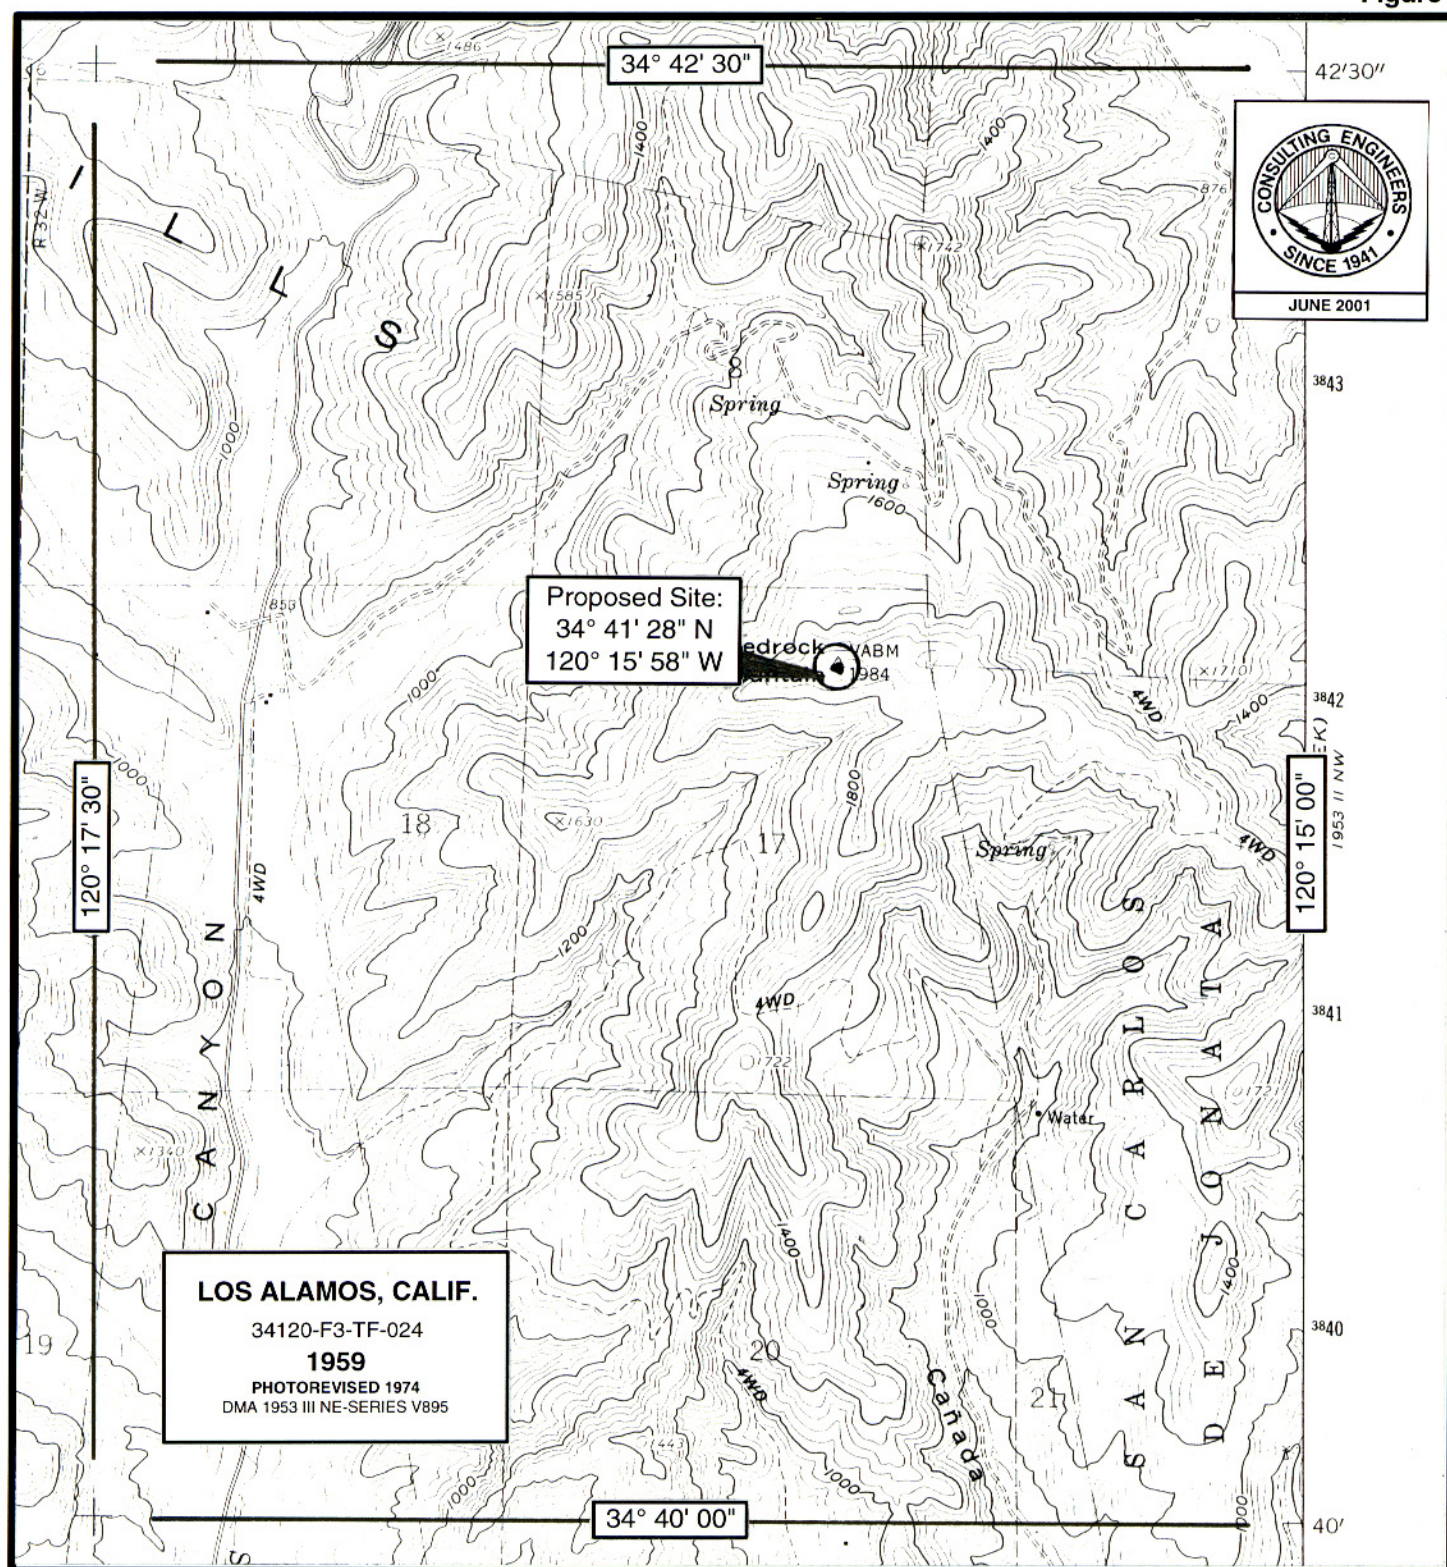 Figure
34° 42' 30"
42'30"
1486
1400
1400
R 32 W
I L L S
876
CONSULTING ENGINEERS
• SINCE 1941 •
JUNE 2001
1742
1585
8
Spring
3843
1000
Spring
1600
853
Proposed Site:
34° 41' 28" N
120° 15' 58" W
edrock
VABM
1984
1000
1710
3842
4WD
1400
1000
120° 17' 30"
1800
120° 15' 00"
1953 II NW
18
1630
17
Spring
4WD
4WD
1200
CANYON
4WD
3841
1722
Water
1340
SAN CARLOS
DE JONATA
1400
1400
LOS ALAMOS, CALIF.
34120-F3-TF-024
1959
PHOTOREVISED 1974
DMA 1953 III NE-SERIES V895
1000
3840
19
20
4WD
21
Cañada
1443
1000
1000
1000
34° 40' 00"
40'
S